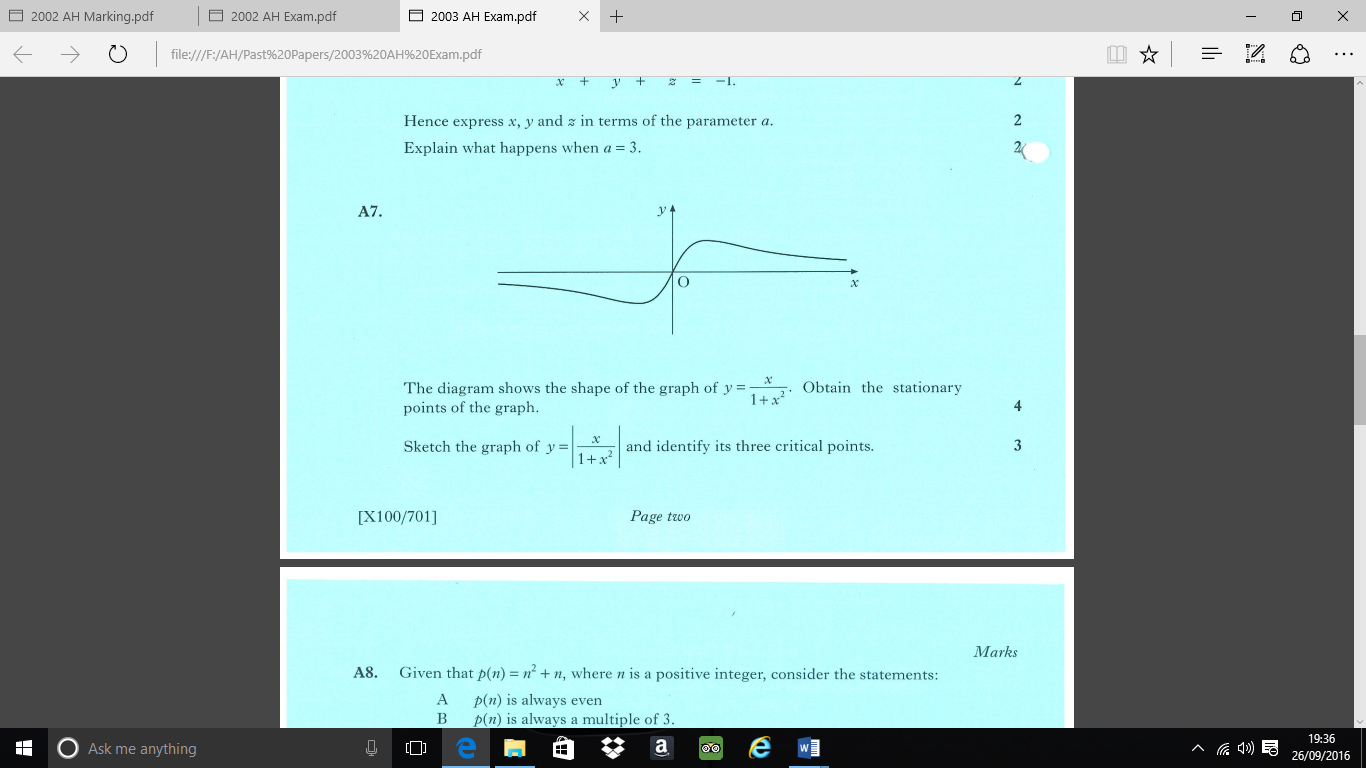 2002 AH Marking.pdf
2002 AH Exam.pdf
2003 AH Exam.pdf
file:///F:/AH/Past%20Papers/2003%20AH%20Exam.pdf
x + y + z = −1. 2
Hence express x, y and z in terms of the parameter a. 2
Explain what happens when a = 3. 2
A7.
y
O
x
The diagram shows the shape of the graph of y = x/(1+x²). Obtain the stationary
points of the graph. 4
Sketch the graph of y = |x/(1+x²)| and identify its three critical points. 3
[X100/701] Page two
Marks
A8. Given that p(n) = n² + n, where n is a positive integer, consider the statements:
A p(n) is always even
B p(n) is always a multiple of 3.
Ask me anything
19:36
26/09/2016